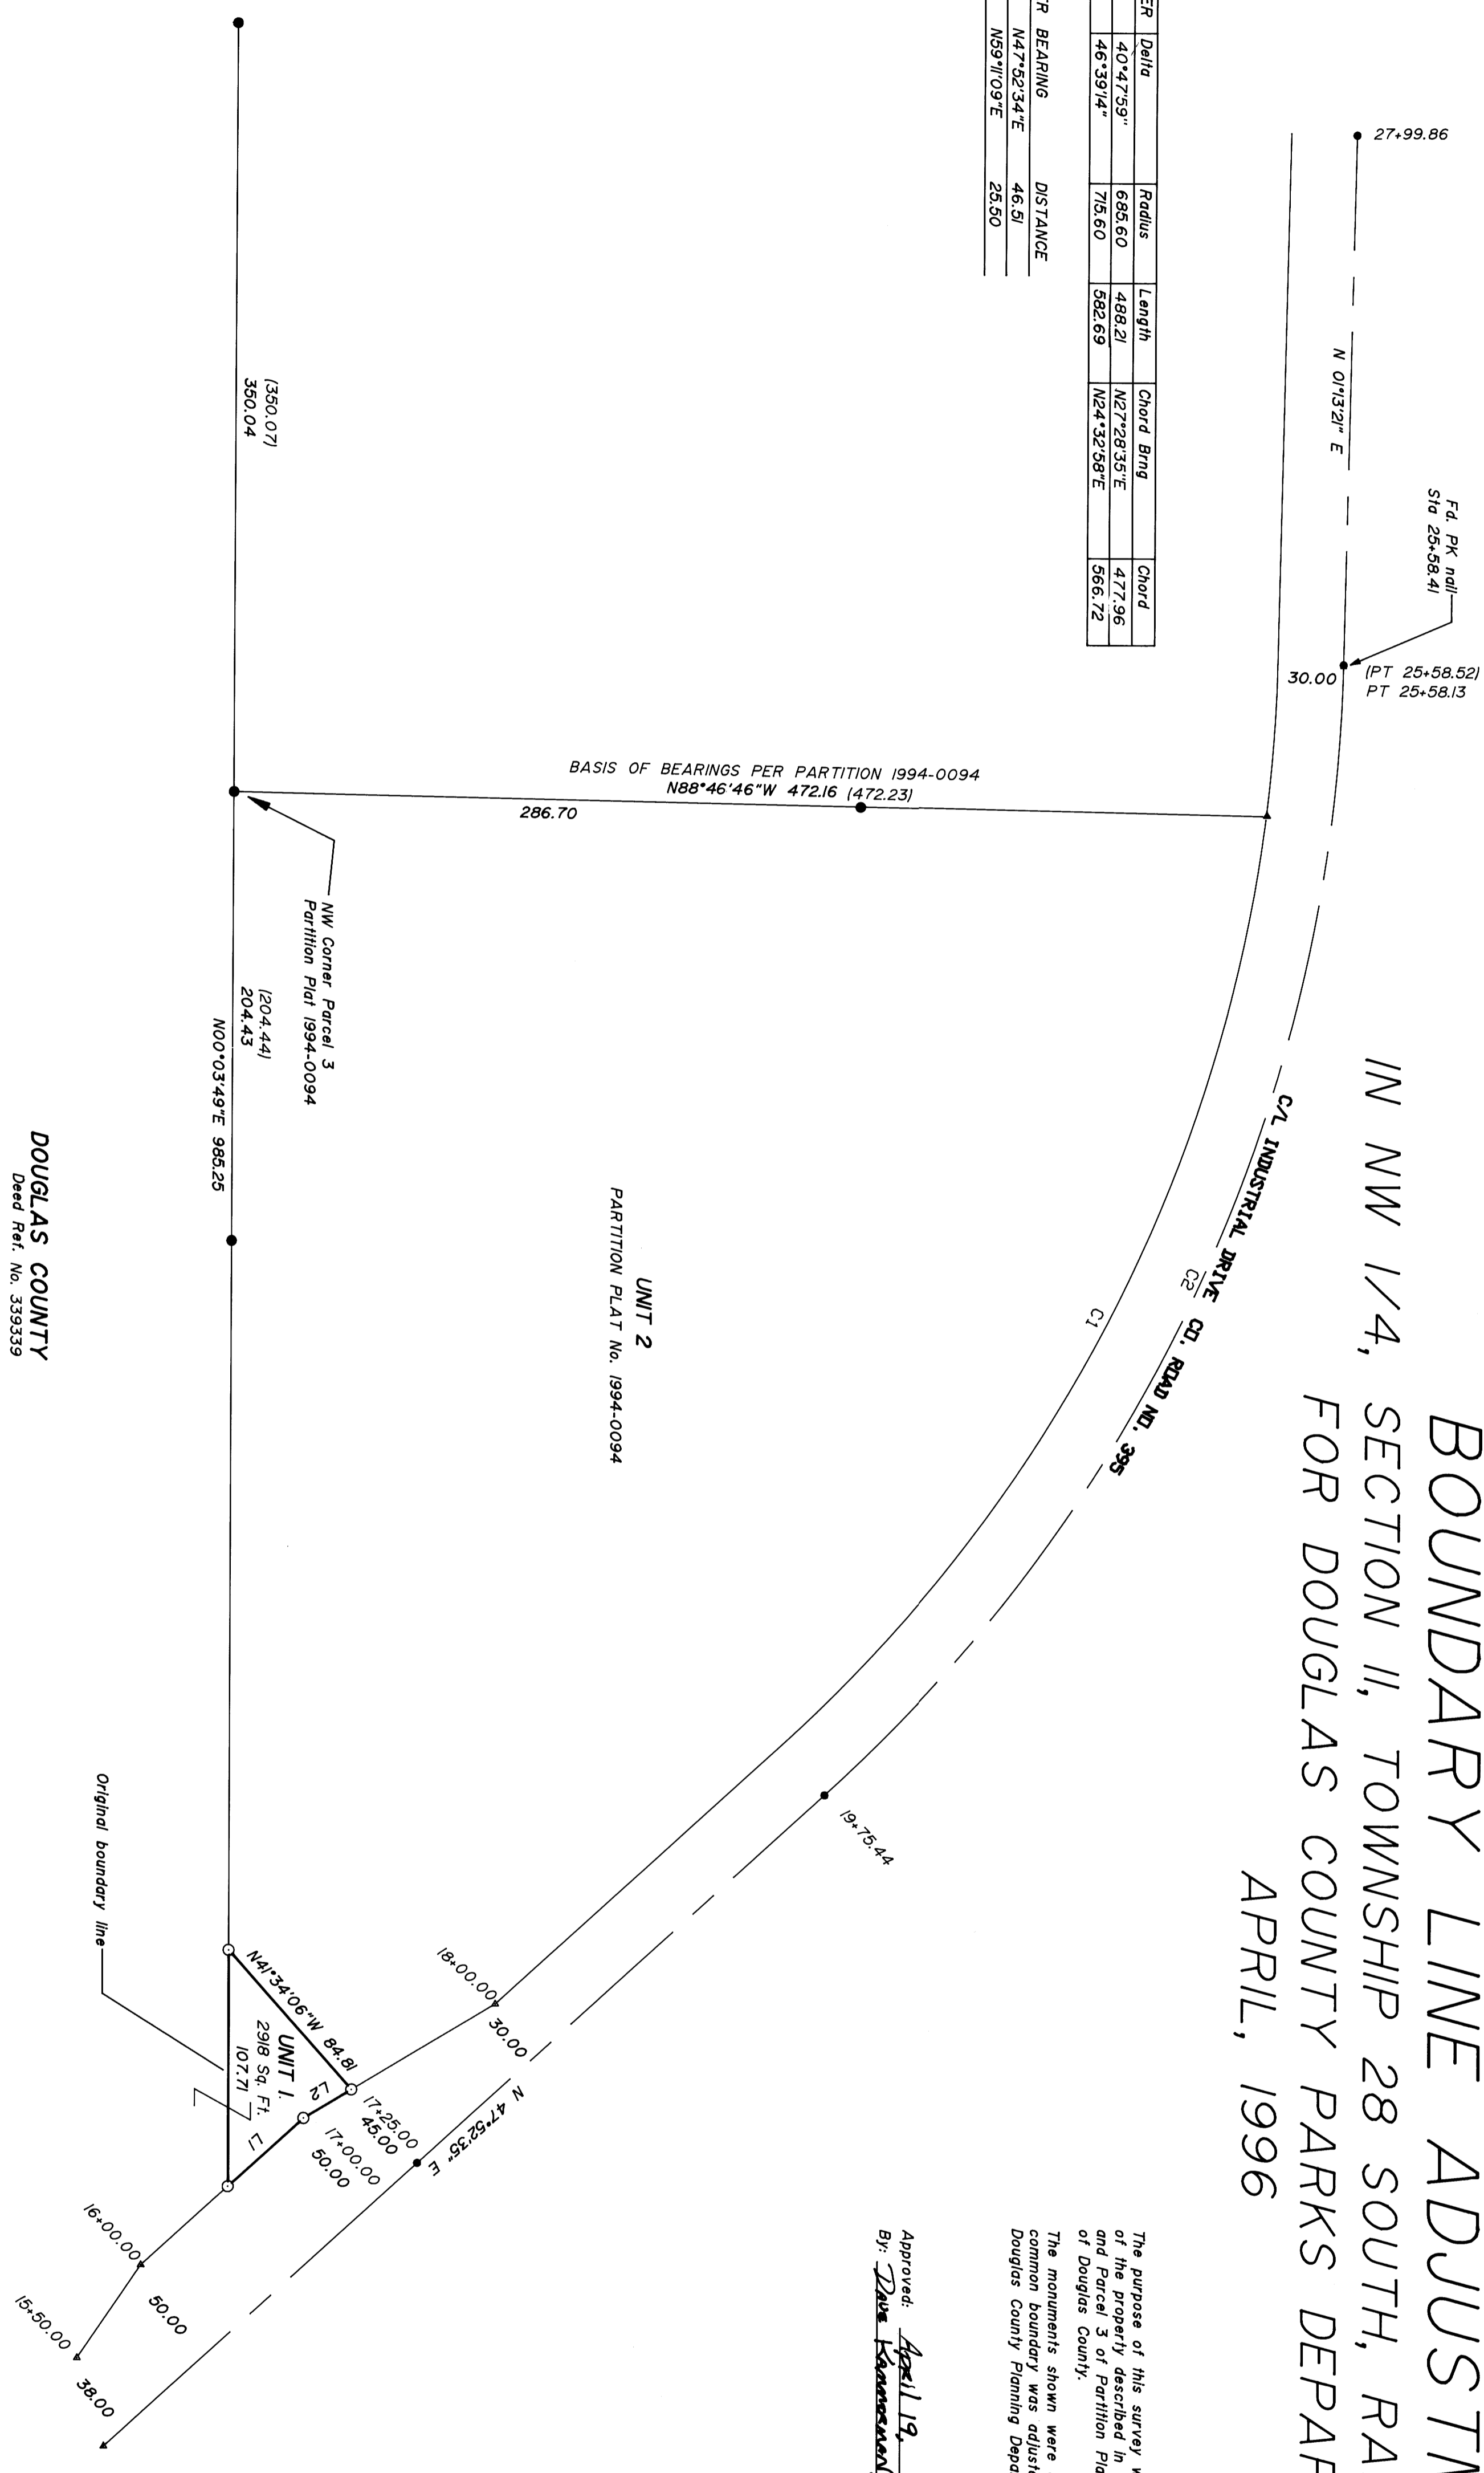 BOUNDARY LINE ADJUSTM
IN NW 1/4, SECTION 11, TOWNSHIP 28 SOUTH, RA
FOR DOUGLAS COUNTY PARKS DEPAR
APRIL, 1996
27+99.86
N 01°13'21" E
Fd. PK nail
Sta 25+58.41
(PT 25+58.52)
PT 25+58.13
30.00
ER Delta Radius Length Chord Brng Chord
40°47'59" 685.60 488.21 N27°28'35"E 477.96
46°39'14" 715.60 582.69 N24°32'58"E 566.72
R BEARING DISTANCE
N47°52'34"E 46.51
N59°11'09"E 25.50
BASIS OF BEARINGS PER PARTITION 1994-0094
N88°46'46"W 472.16 (472.23)
286.70
(350.07)
350.04
NW Corner Parcel 3
Partition Plat 1994-0094
(204.44)
204.43
N00°03'49"E 985.25
DOUGLAS COUNTY
Deed Ref. No. 339339
UNIT 2
PARTITION PLAT No. 1994-0094
C/L INDUSTRIAL DRIVE CO. ROAD NO. 395
C2
C1
19+75.44
18+00.00
30.00
N 47°52'35" E
Original boundary line
N41°34'06"W 84.81
UNIT 1.
2918 Sq. Ft.
107.71
L2
L1
17+25.00
45.00
17+00.00
50.00
16+00.00
50.00
15+50.00
38.00
The purpose of this survey w
of the property described in
and Parcel 3 of Partition Pla
of Douglas County.
The monuments shown were
common boundary was adjuste
Douglas County Planning Depa
Approved: April 19,
By: Dave